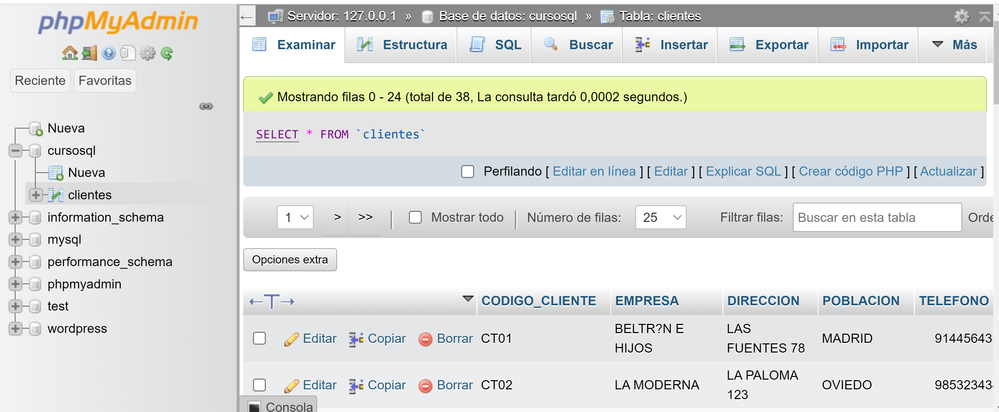 phpMyAdmin
Reciente Favoritas
Nueva
cursosql
Nueva
clientes
information_schema
mysql
performance_schema
phpmyadmin
test
wordpress
← Servidor: 127.0.0.1 » Base de datos: cursosql » Tabla: clientes
Examinar Estructura SQL Buscar Insertar Exportar Importar Más
Mostrando filas 0 - 24 (total de 38, La consulta tardó 0,0002 segundos.)
SELECT * FROM `clientes`
Perfilando [ Editar en línea ] [ Editar ] [ Explicar SQL ] [ Crear código PHP ] [ Actualizar ]
1 > >> | Mostrar todo | Número de filas: 25 Filtrar filas: Buscar en esta tabla Orde
Opciones extra
←T→ CODIGO_CLIENTE EMPRESA DIRECCION POBLACION TELEFONO
Editar Copiar Borrar CT01 BELTR?N E HIJOS LAS FUENTES 78 MADRID 91445643
Editar Copiar Borrar CT02 LA MODERNA LA PALOMA 123 OVIEDO 98532343
Consola